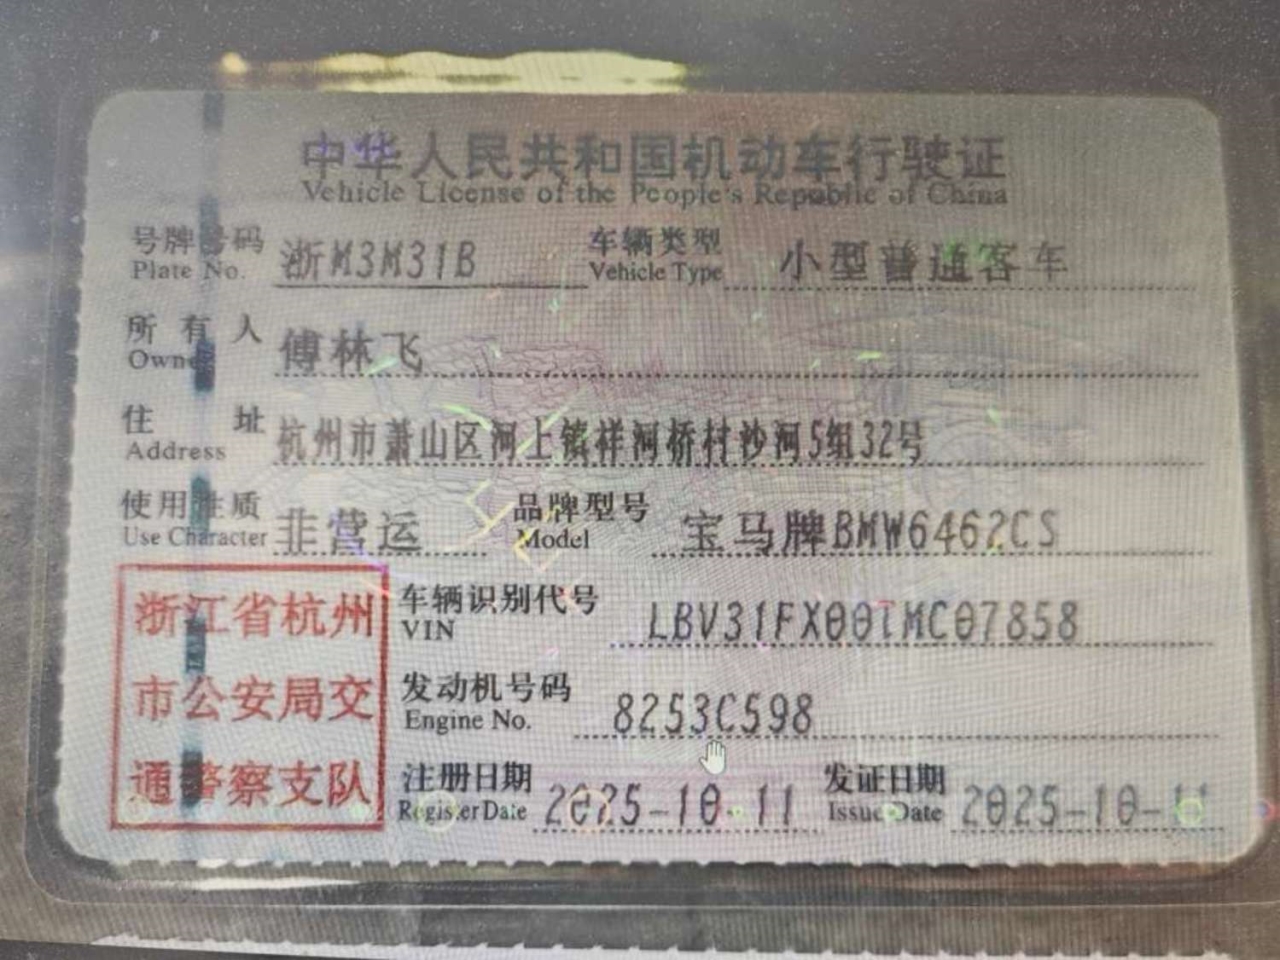 中华人民共和国机动车行驶证
Vehicle License of the People's Republic of China
号牌号码 浙M3M31B 车辆类型 小型普通客车
Plate No. Vehicle Type
所有人 傅林飞
Owner
住址 杭州市萧山区河上镇祥河桥村沙河5组32号
Address
使用性质 非营运 品牌型号 宝马牌BMW6462CS
Use Character Model
浙江省杭州
市公安局交
通警察支队
车辆识别代号 LBV31FX00TMC07858
VIN
发动机号码 8253C598
Engine No.
注册日期 2025-10-11 发证日期 2025-10-11
Register Date Issue Date